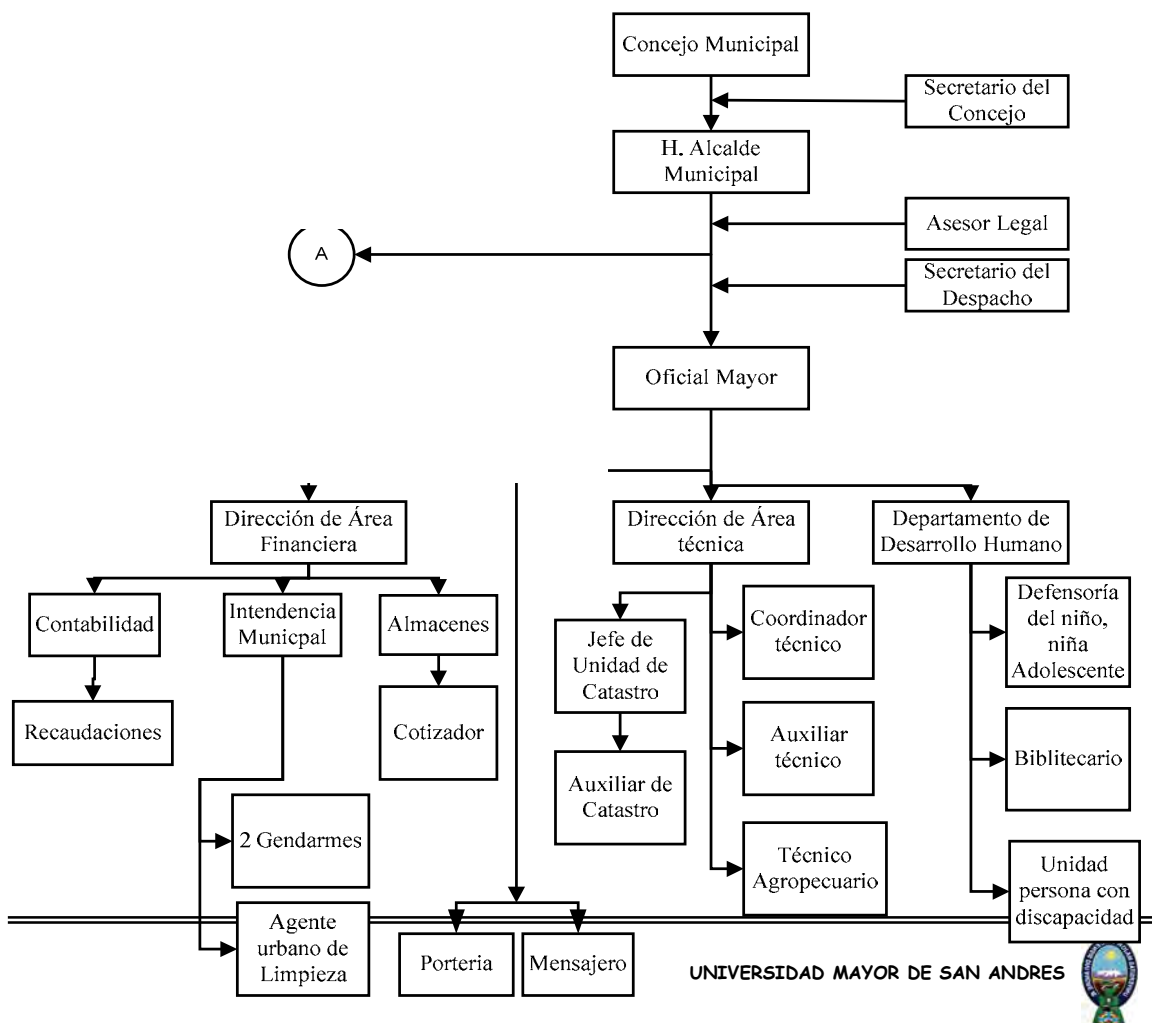 Concejo Municipal
Secretario del
Concejo
H. Alcalde
Municipal
Asesor Legal
A
Secretario del
Despacho
Oficial Mayor
Dirección de Área
Financiera
Dirección de Área
técnica
Departamento de
Desarrollo Humano
Contabilidad
Intendencia
Municpal
Almacenes
Recaudaciones
Cotizador
Jefe de
Unidad de
Catastro
Coordinador
técnico
Defensoría
del niño,
niña
Adolescente
Auxiliar de
Catastro
Auxiliar
técnico
Biblitecario
2 Gendarmes
Técnico
Agropecuario
Unidad
persona con
discapacidad
Agente
urbano de
Limpieza
Porteria
Mensajero
UNIVERSIDAD MAYOR DE SAN ANDRES